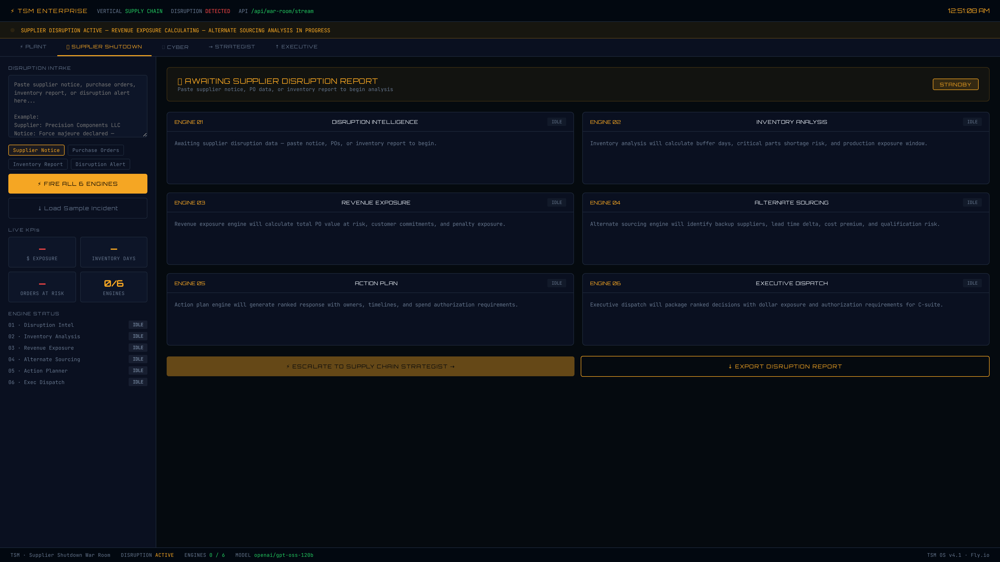 ⚡ TSM ENTERPRISE VERTICAL SUPPLY CHAIN DISRUPTION DETECTED API /api/war-room/stream 12:51:08 AM
SUPPLIER DISRUPTION ACTIVE — REVENUE EXPOSURE CALCULATING — ALTERNATE SOURCING ANALYSIS IN PROGRESS
⚡ PLANT SUPPLIER SHUTDOWN CYBER → STRATEGIST ↑ EXECUTIVE
DISRUPTION INTAKE
Paste supplier notice, purchase orders,
inventory report, or disruption alert
here...
Example:
Supplier: Precision Components LLC
Notice: Force majeure declared —
Supplier Notice Purchase Orders
Inventory Report Disruption Alert
⚡ FIRE ALL 6 ENGINES
⤓ Load Sample Incident
LIVE KPIs
—
$ EXPOSURE
—
INVENTORY DAYS
—
ORDERS AT RISK
0/6
ENGINES
ENGINE STATUS
01 · Disruption Intel IDLE
02 · Inventory Analysis IDLE
03 · Revenue Exposure IDLE
04 · Alternate Sourcing IDLE
05 · Action Planner IDLE
06 · Exec Dispatch IDLE
AWAITING SUPPLIER DISRUPTION REPORT
Paste supplier notice, PO data, or inventory report to begin analysis
STANDBY
ENGINE 01 DISRUPTION INTELLIGENCE IDLE
Awaiting supplier disruption data — paste notice, POs, or inventory report to begin.
ENGINE 02 INVENTORY ANALYSIS IDLE
Inventory analysis will calculate buffer days, critical parts shortage risk, and production exposure window.
ENGINE 03 REVENUE EXPOSURE IDLE
Revenue exposure engine will calculate total PO value at risk, customer commitments, and penalty exposure.
ENGINE 04 ALTERNATE SOURCING IDLE
Alternate sourcing engine will identify backup suppliers, lead time delta, cost premium, and qualification risk.
ENGINE 05 ACTION PLAN IDLE
Action plan engine will generate ranked response with owners, timelines, and spend authorization requirements.
ENGINE 06 EXECUTIVE DISPATCH IDLE
Executive dispatch will package ranked decisions with dollar exposure and authorization requirements for C-suite.
⚡ ESCALATE TO SUPPLY CHAIN STRATEGIST →
↓ EXPORT DISRUPTION REPORT
TSM · Supplier Shutdown War Room DISRUPTION ACTIVE ENGINES 0 / 6 MODEL openai/gpt-oss-120b TSM OS v4.1 · Fly.io